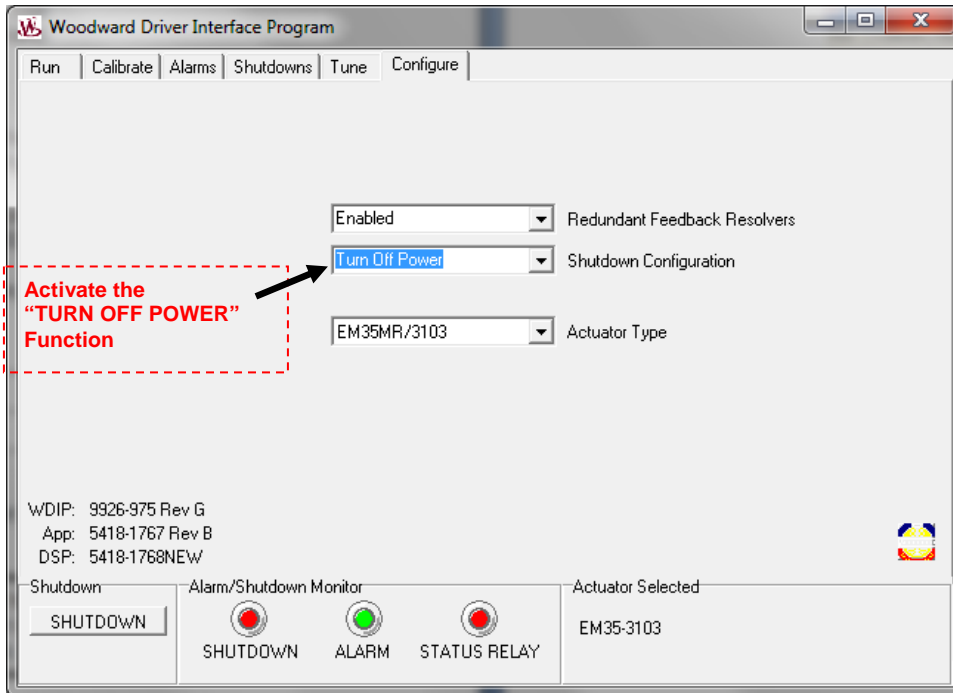 Woodward Driver Interface Program
Run Calibrate Alarms Shutdowns Tune Configure
Enabled Redundant Feedback Resolvers
Turn Off Power Shutdown Configuration
Activate the
“TURN OFF POWER”
Function
EM35MR/3103 Actuator Type
WDIP: 9926-975 Rev G
App: 5418-1767 Rev B
DSP: 5418-1768NEW
Shutdown Alarm/Shutdown Monitor Actuator Selected
SHUTDOWN
EM35-3103
SHUTDOWN ALARM STATUS RELAY